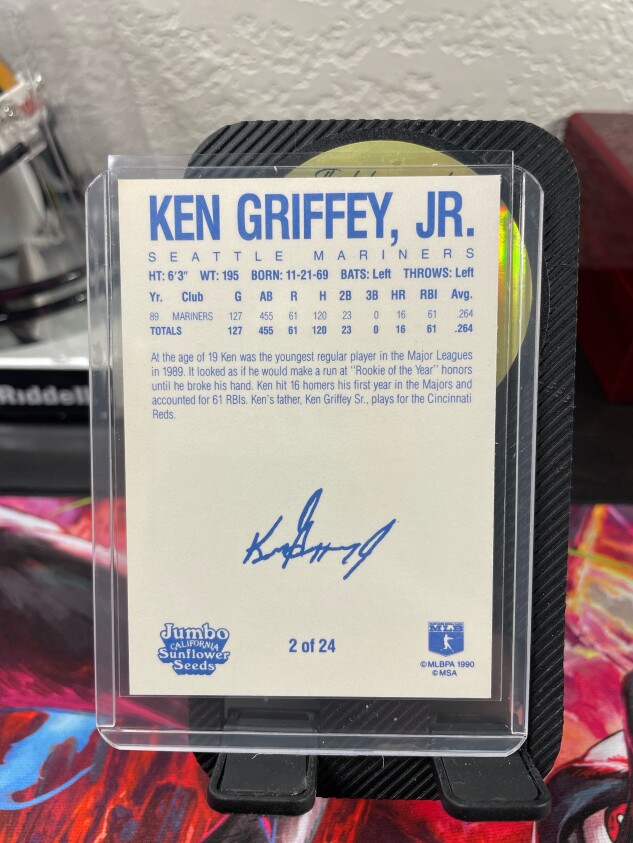 KEN GRIFFEY, JR.
SEATTLE MARINERS
HT: 6'3" WT: 195 BORN: 11-21-69 BATS: Left THROWS: Left
Yr. Club G AB R H 2B 3B HR RBI Avg.
89 MARINERS 127 455 61 120 23 0 16 61 .264
TOTALS 127 455 61 120 23 0 16 61 .264
At the age of 19 Ken was the youngest regular player in the Major Leagues
in 1989. It looked as if he would make a run at "Rookie of the Year" honors
until he broke his hand. Ken hit 16 homers his first year in the Majors and
accounted for 61 RBIs. Ken's father, Ken Griffey Sr., plays for the Cincinnati
Reds.
Riddell
Ken Griffey Jr
Jumbo
CALIFORNIA
Sunflower
Seeds
2 of 24
MLB
©MLBPA 1990
©MSA